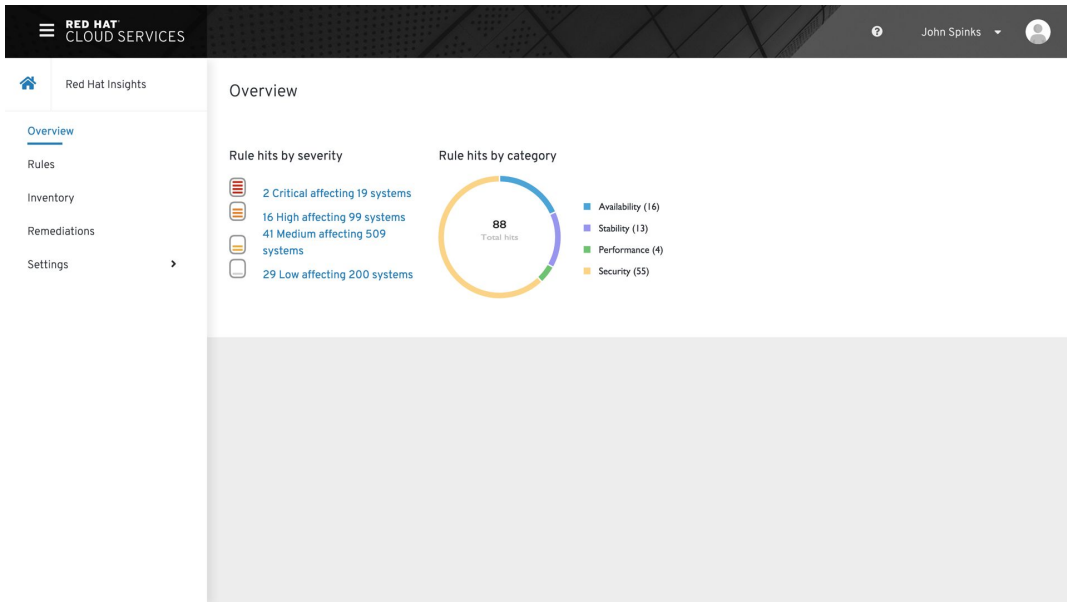 RED HAT
CLOUD SERVICES
John Spinks
Red Hat Insights
Overview
Rules
Inventory
Remediations
Settings
Overview
Rule hits by severity
2 Critical affecting 19 systems
16 High affecting 99 systems
41 Medium affecting 509
systems
29 Low affecting 200 systems
Rule hits by category
88
Total hits
Availability (16)
Stability (13)
Performance (4)
Security (55)